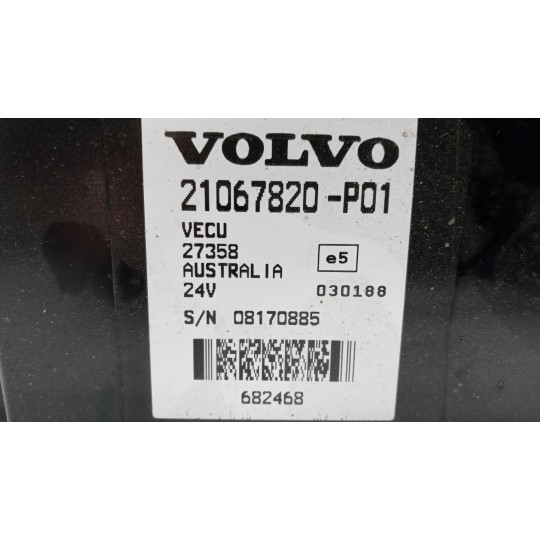 VOLVO
21067820-P01
VECU
27358
AUSTRALIA
e5
24V 030188
S/N 08170885
682468